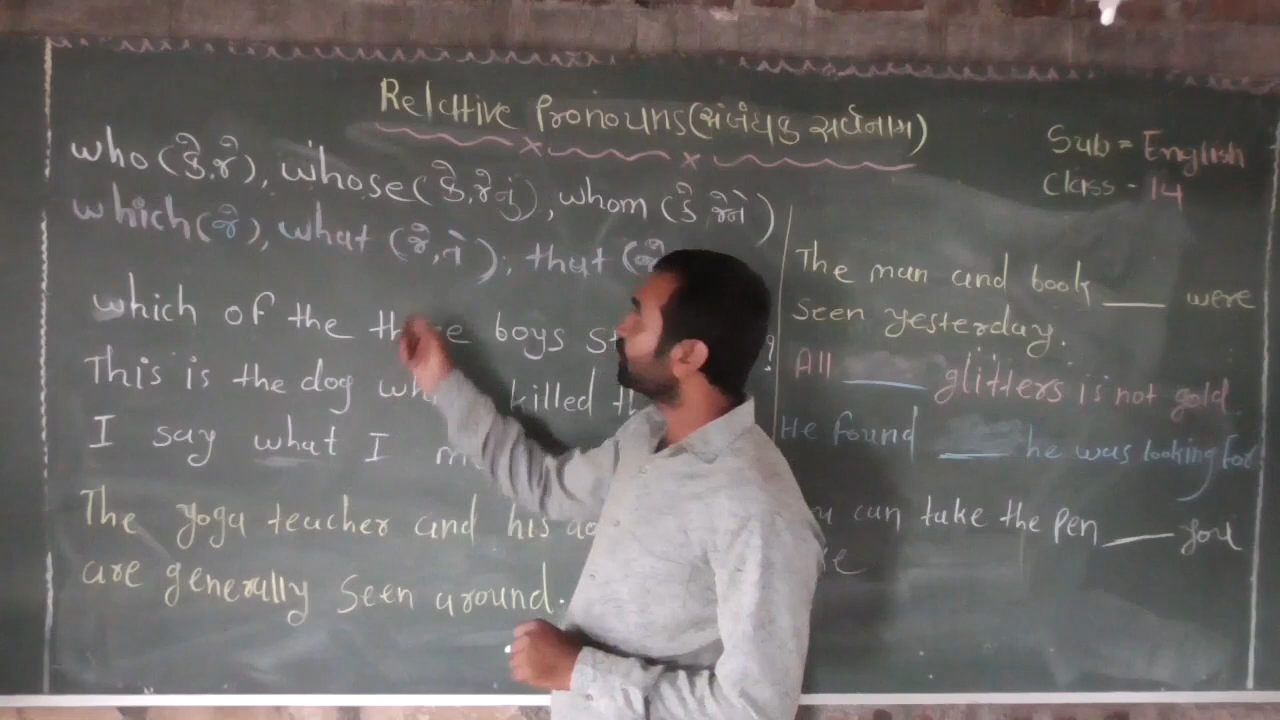 Relative Pronouns (સંબંધક સર્વનામ)
Sub = English
Class - 14
who (કે, જે), whose (કે, જેનું), whom (કે, જેને)
which (જે), what (જે, તે), that
which of the three boys
This is the dog killed
I say what I
The yoga teacher and his
are generally seen around.
The man and book ___ were
seen yesterday.
All ___ glitters is not gold.
He found ___ he was looking for
can take the pen ___ you